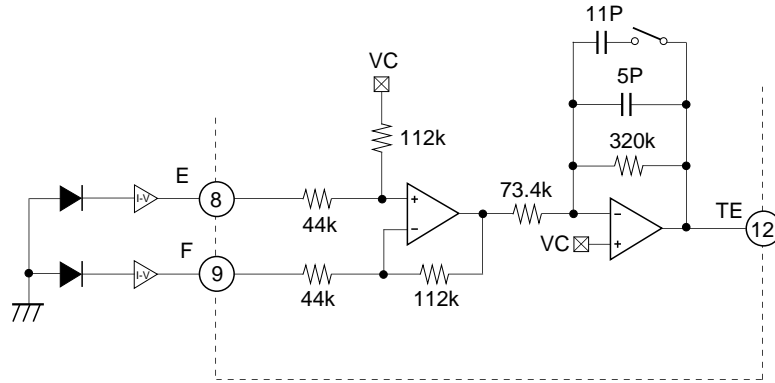 11P
VC
5P
112k
320k
E
73.4k
I-V
8
+
−
44k
−
+
VC
TE
12
F
I-V
9
44k
112k